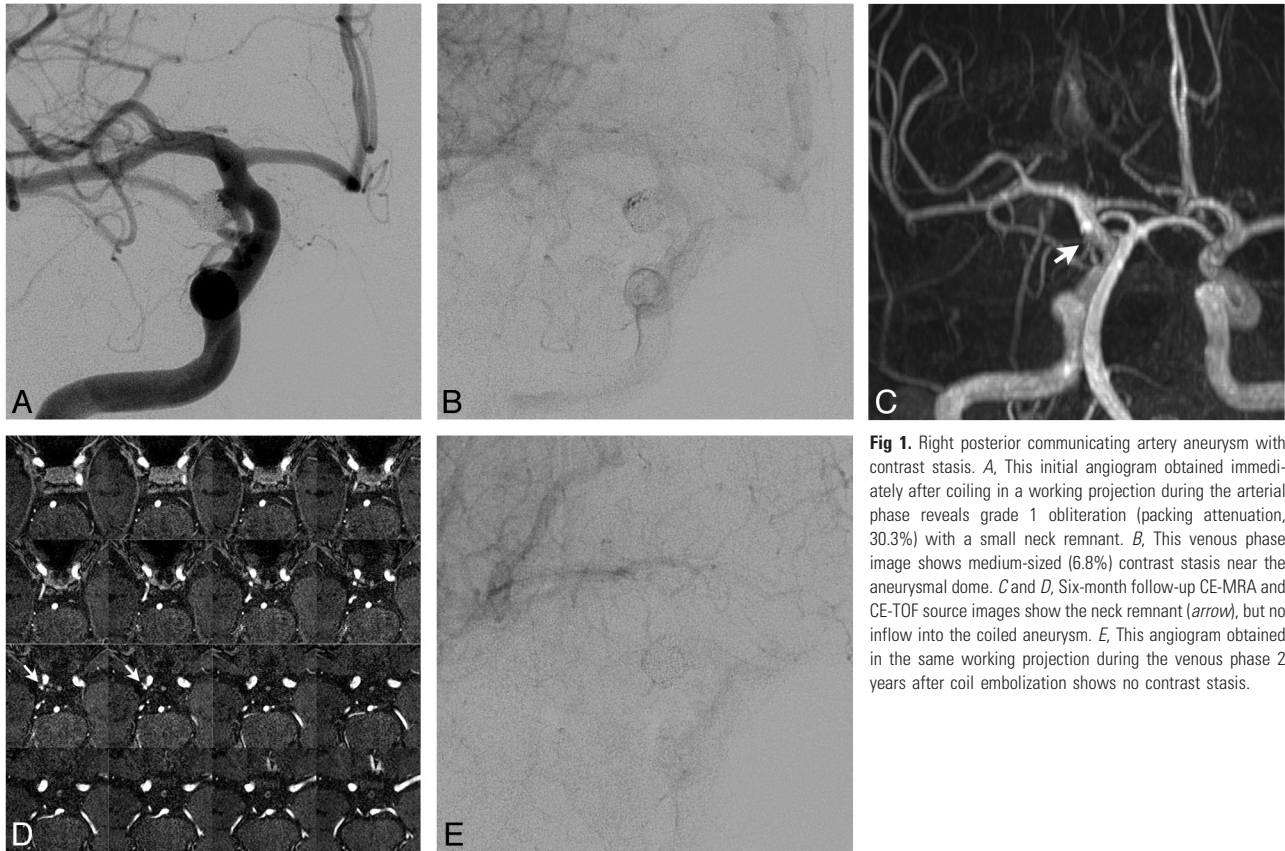 A
B
C
D
E
Fig 1. Right posterior communicating artery aneurysm with
contrast stasis. A, This initial angiogram obtained immedi-
ately after coiling in a working projection during the arterial
phase reveals grade 1 obliteration (packing attenuation,
30.3%) with a small neck remnant. B, This venous phase
image shows medium-sized (6.8%) contrast stasis near the
aneurysmal dome. C and D, Six-month follow-up CE-MRA and
CE-TOF source images show the neck remnant (arrow), but no
inflow into the coiled aneurysm. E, This angiogram obtained
in the same working projection during the venous phase 2
years after coil embolization shows no contrast stasis.